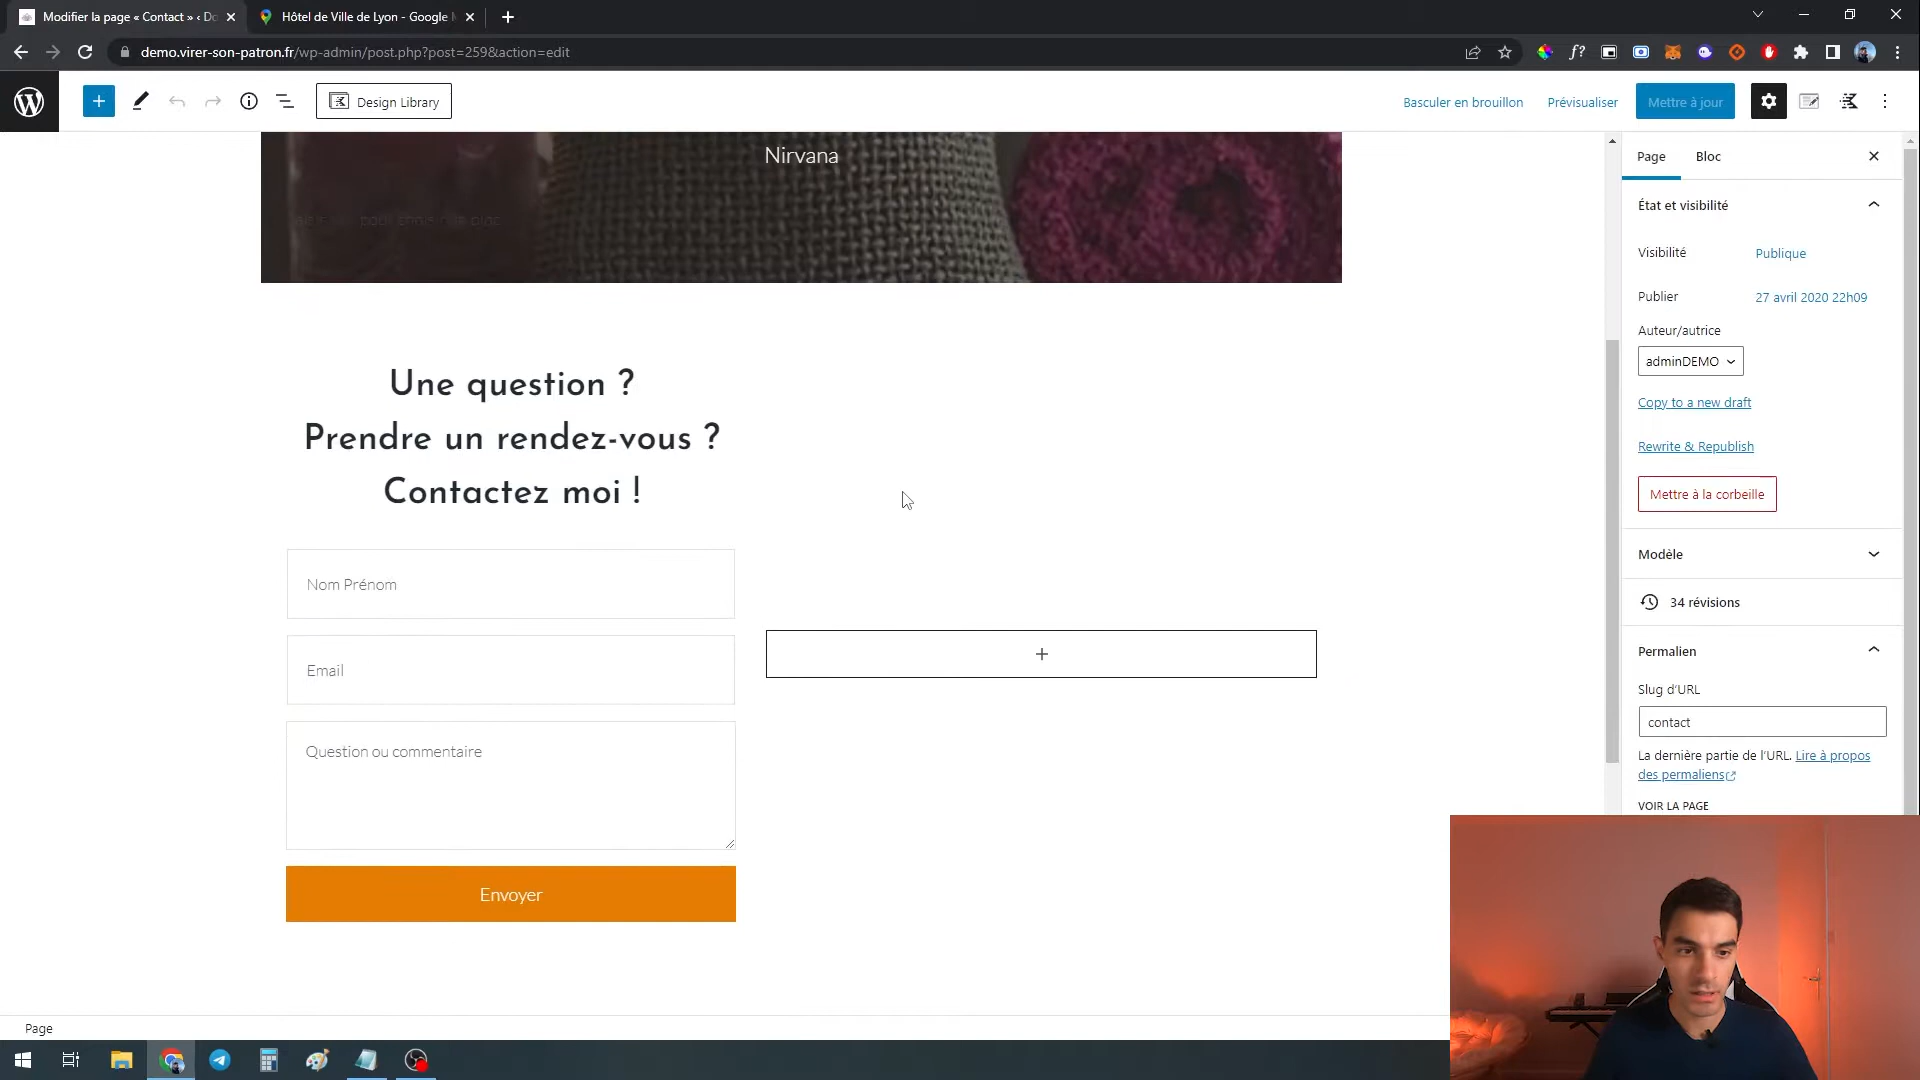 Modifier la page « Contact » ‹ Do
Hôtel de Ville de Lyon - Google
demo.virer-son-patron.fr/wp-admin/post.php?post=259&action=edit
Design Library
Basculer en brouillon
Prévisualiser
Mettre à jour
Nirvana
Page
Bloc
État et visibilité
Visibilité
Publique
Publier
27 avril 2020 22h09
Auteur/autrice
adminDEMO
Copy to a new draft
Rewrite & Republish
Mettre à la corbeille
Modèle
34 révisions
Permalien
Slug d'URL
contact
La dernière partie de l'URL. Lire à propos
des permaliens
VOIR LA PAGE
Une question ?
Prendre un rendez-vous ?
Contactez moi !
Nom Prénom
Email
Question ou commentaire
Envoyer
Page